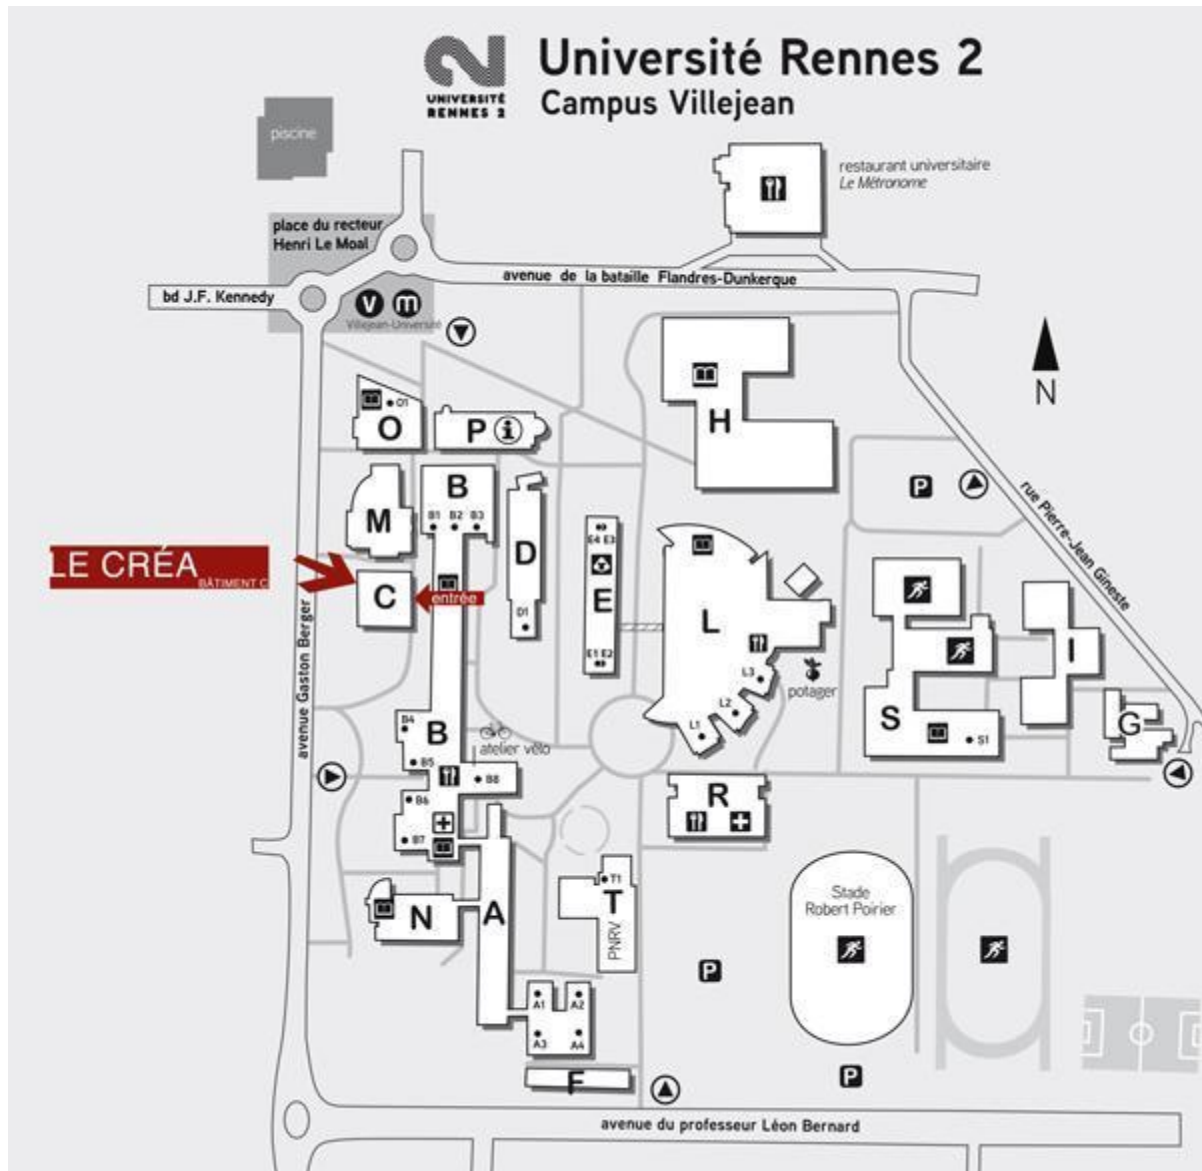 2
UNIVERSITÉ
RENNES 2
Université Rennes 2
Campus Villejean
piscine
restaurant universitaire
Le Métronome
place du recteur
Henri Le Moal
avenue de la bataille Flandres-Dunkerque
bd J.F. Kennedy
V m
Villejean-Université
N
O1
O
P i
H
B
B1 B2 B3
M
D
D1
E4 E3
E
E1 E2
P
rue Pierre-Jean Gineste
LE CRÉA
BÂTIMENT C
C
entrée
L
L3
L2
L1
potager
I
S
S1
G
avenue Gaston Berger
B4
B
B5
atelier vélo
B8
B6
B7
R
N
A
T1
T
PNRV
Stade
Robert Poirier
P
A1 A2
A3 A4
F
P
avenue du professeur Léon Bernard